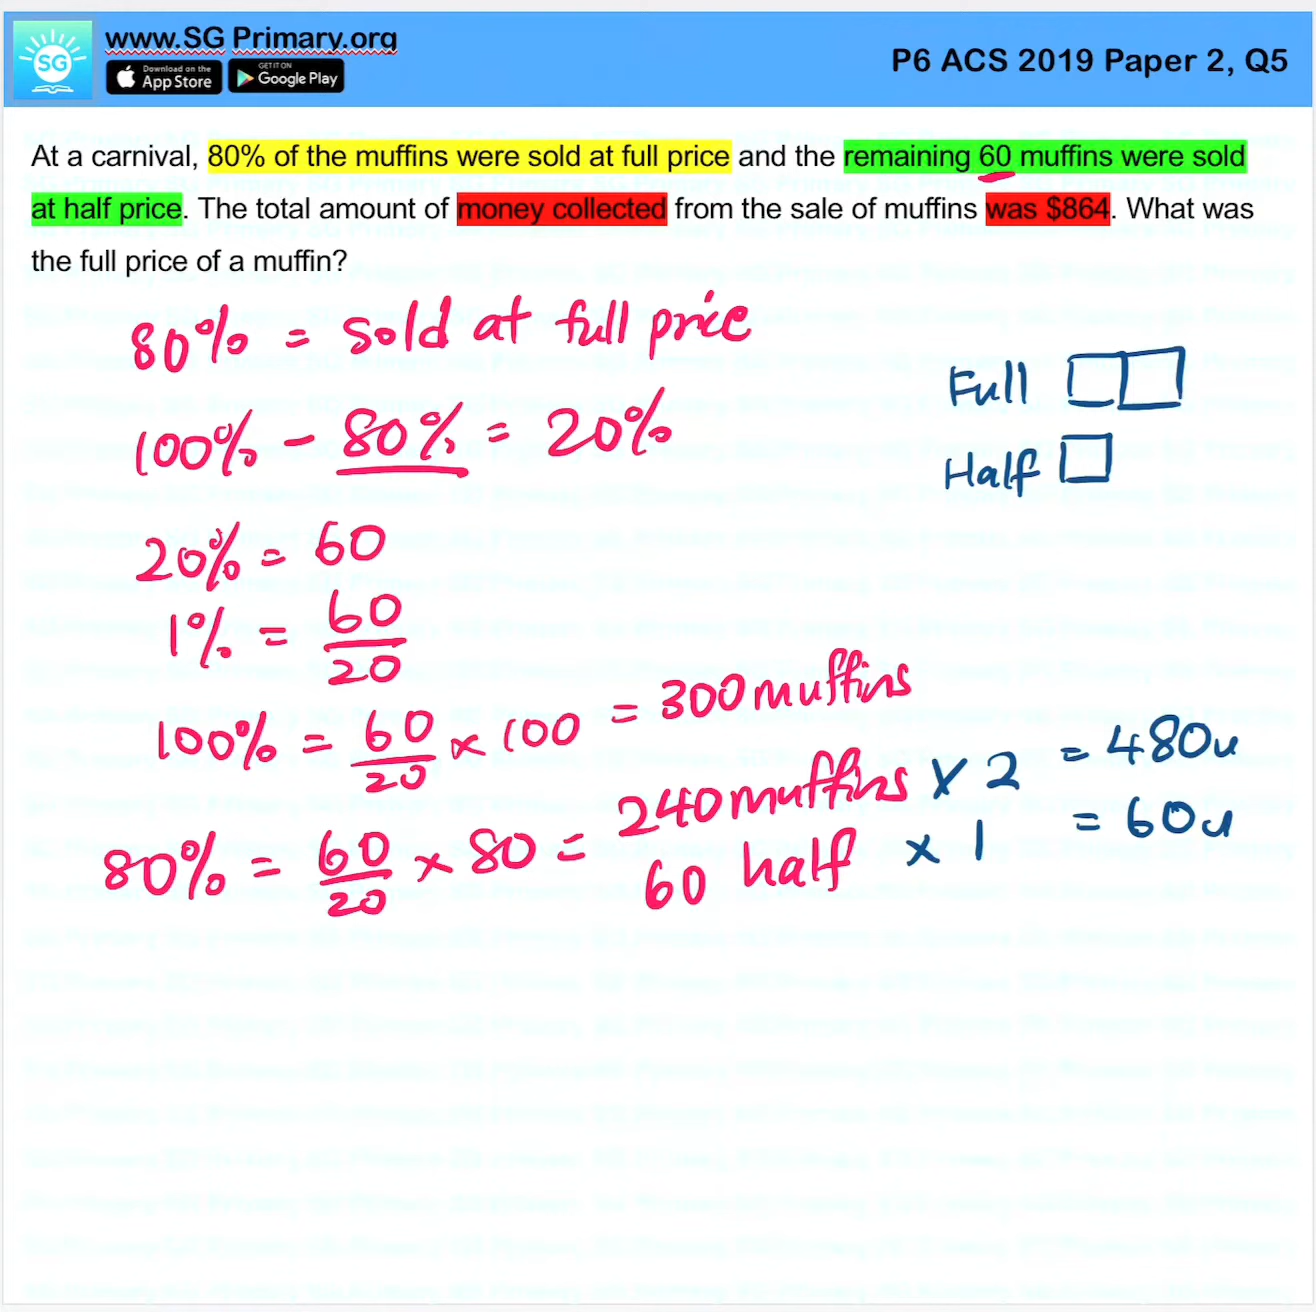 www.SG Primary.org
SG
Download on the
App Store
GET IT ON
Google Play
P6 ACS 2019 Paper 2, Q5
At a carnival, 80% of the muffins were sold at full price and the remaining 60 muffins were sold
at half price. The total amount of money collected from the sale of muffins was $864. What was
the full price of a muffin?
80% = sold at full price
100% - 80% = 20%
Full
Half
20% = 60
1% = 60/20
100% = 60/20 x 100 = 300 muffins
80% = 60/20 x 80 = 240 muffins x 2 = 480u
60 half x 1 = 60u